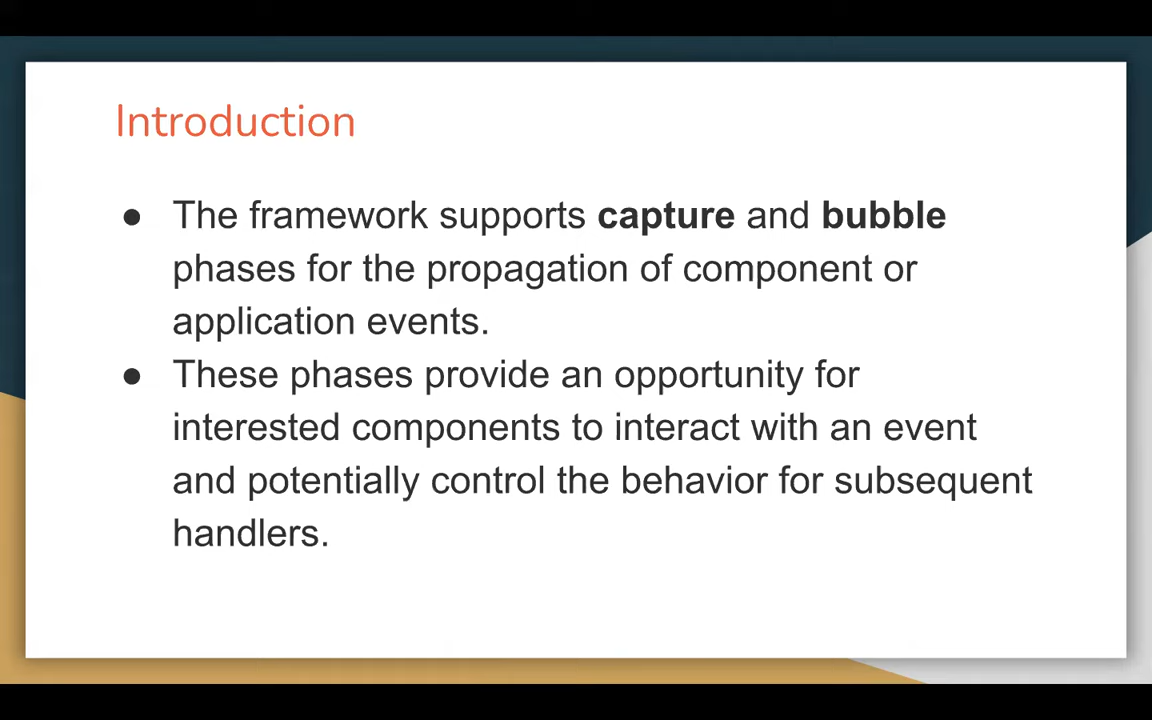 Introduction
● The framework supports capture and bubble
phases for the propagation of component or
application events.
● These phases provide an opportunity for
interested components to interact with an event
and potentially control the behavior for subsequent
handlers.